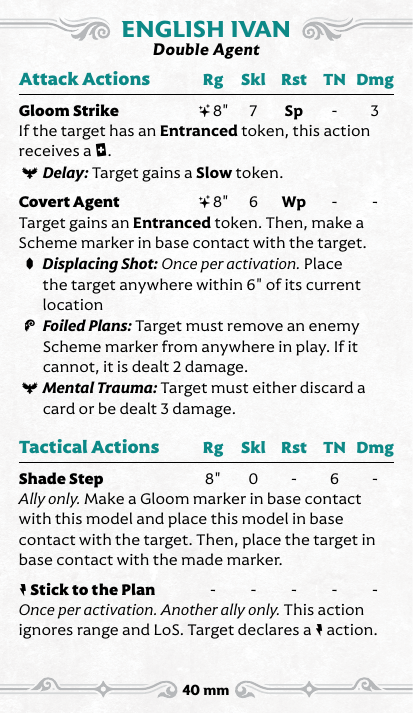 ENGLISH IVAN
Double Agent
Attack Actions Rg Skl Rst TN Dmg
Gloom Strike 8" 7 Sp - 3
If the target has an Entranced token, this action
receives a .
Delay: Target gains a Slow token.
Covert Agent 8" 6 Wp - -
Target gains an Entranced token. Then, make a
Scheme marker in base contact with the target.
Displacing Shot: Once per activation. Place
the target anywhere within 6" of its current
location
Foiled Plans: Target must remove an enemy
Scheme marker from anywhere in play. If it
cannot, it is dealt 2 damage.
Mental Trauma: Target must either discard a
card or be dealt 3 damage.
Tactical Actions Rg Skl Rst TN Dmg
Shade Step 8" 0 - 6 -
Ally only. Make a Gloom marker in base contact
with this model and place this model in base
contact with the target. Then, place the target in
base contact with the made marker.
Stick to the Plan - - - - -
Once per activation. Another ally only. This action
ignores range and LoS. Target declares a action.
40 mm